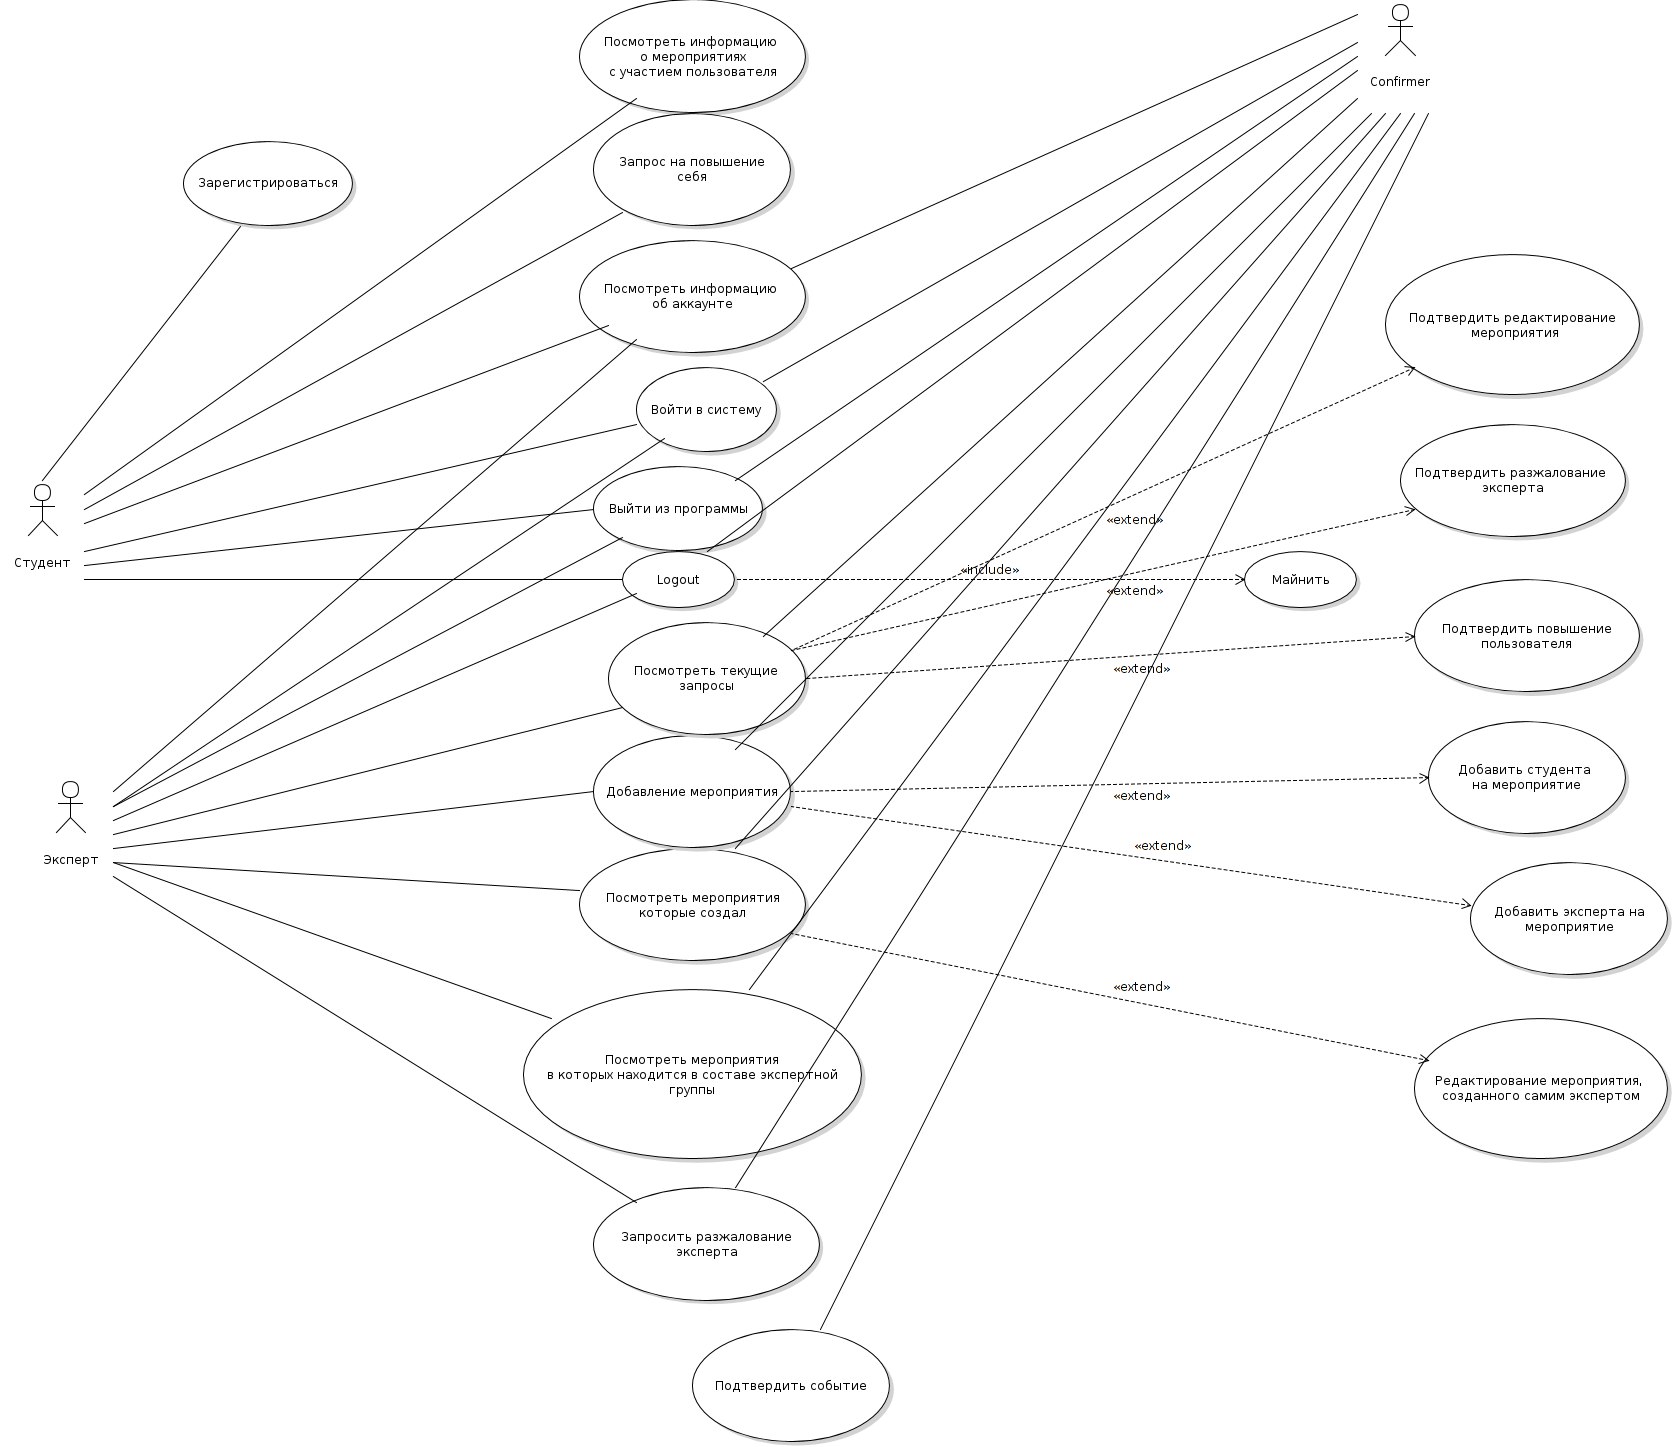 Посмотреть информацию
о мероприятиях
с участием пользователя
Confirmer
Запрос на повышение
себя
Зарегистрироваться
Посмотреть информацию
об аккаунте
Подтвердить редактирование
мероприятия
Войти в систему
Подтвердить разжалование
эксперта
Выйти из программы
«extend»
Студент
Logout
«include»
Майнить
«extend»
Подтвердить повышение
пользователя
Посмотреть текущие
запросы
«extend»
Добавить студента
на мероприятие
Добавление мероприятия
«extend»
Эксперт
«extend»
Посмотреть мероприятия
которые создал
Добавить эксперта на
мероприятие
«extend»
Посмотреть мероприятия
в которых находится в составе экспертной
группы
Редактирование мероприятия,
созданного самим экспертом
Запросить разжалование
эксперта
Подтвердить событие